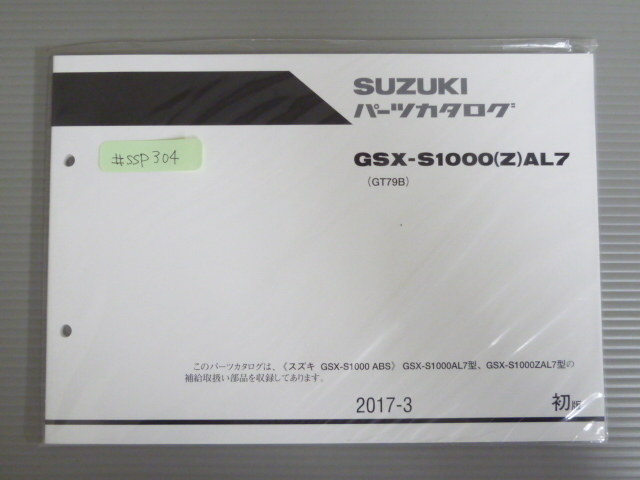 SUZUKI
パーツカタログ
GSX-S1000(Z)AL7
(GT79B)
#SSP304
このパーツカタログは、《スズキ GSX-S1000 ABS》 GSX-S1000AL7型、GSX-S1000ZAL7型の
補給取扱い部品を収録してあります。
2017-3
初版